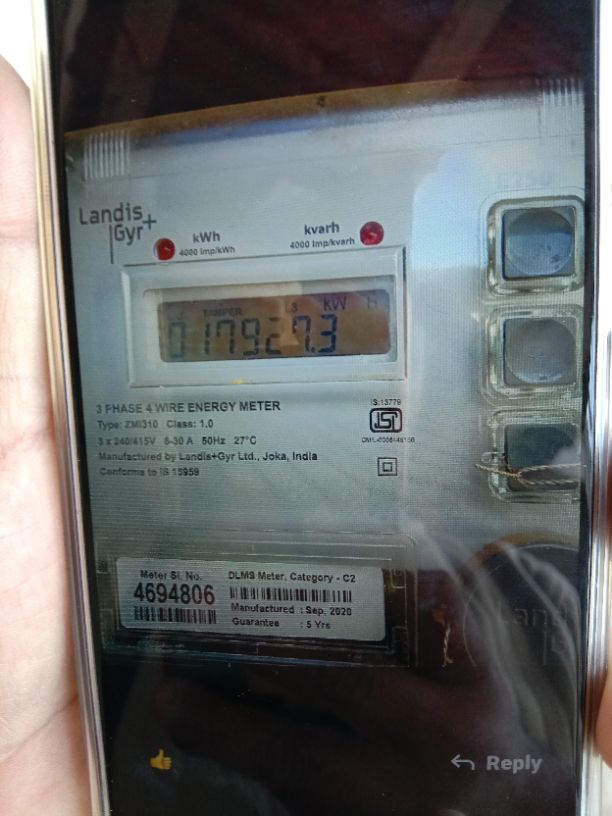 Landis
Gyr+
kWh
4000 Imp/kWh
kvarh
4000 Imp/kvarh
TAMPER L3 kW h
017927.3
3 PHASE 4 WIRE ENERGY METER
Type: ZMI310 Class: 1.0
3 x 240/415V 5-30 A 50Hz 27°C
Manufactured by Landis+Gyr Ltd., Joka, India
Conforms to IS 15959
IS:13779
Meter Sl. No.
4694806
DLMS Meter, Category - C2
Manufactured : Sep, 2020
Guarantee : 5 Yrs
Reply